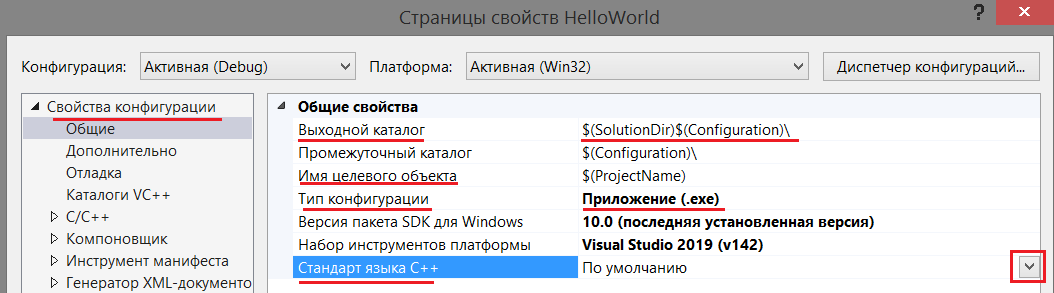 Страницы свойств HelloWorld
?
Конфигурация: Активная (Debug) Платформа: Активная (Win32) Диспетчер конфигураций...
Свойства конфигурации
Общие
Дополнительно
Отладка
Каталоги VC++
C/C++
Компоновщик
Инструмент манифеста
Генератор XML-документо
Общие свойства
Выходной каталог $(SolutionDir)$(Configuration)\
Промежуточный каталог $(Configuration)\
Имя целевого объекта $(ProjectName)
Тип конфигурации Приложение (.exe)
Версия пакета SDK для Windows 10.0 (последняя установленная версия)
Набор инструментов платформы Visual Studio 2019 (v142)
Стандарт языка C++ По умолчанию